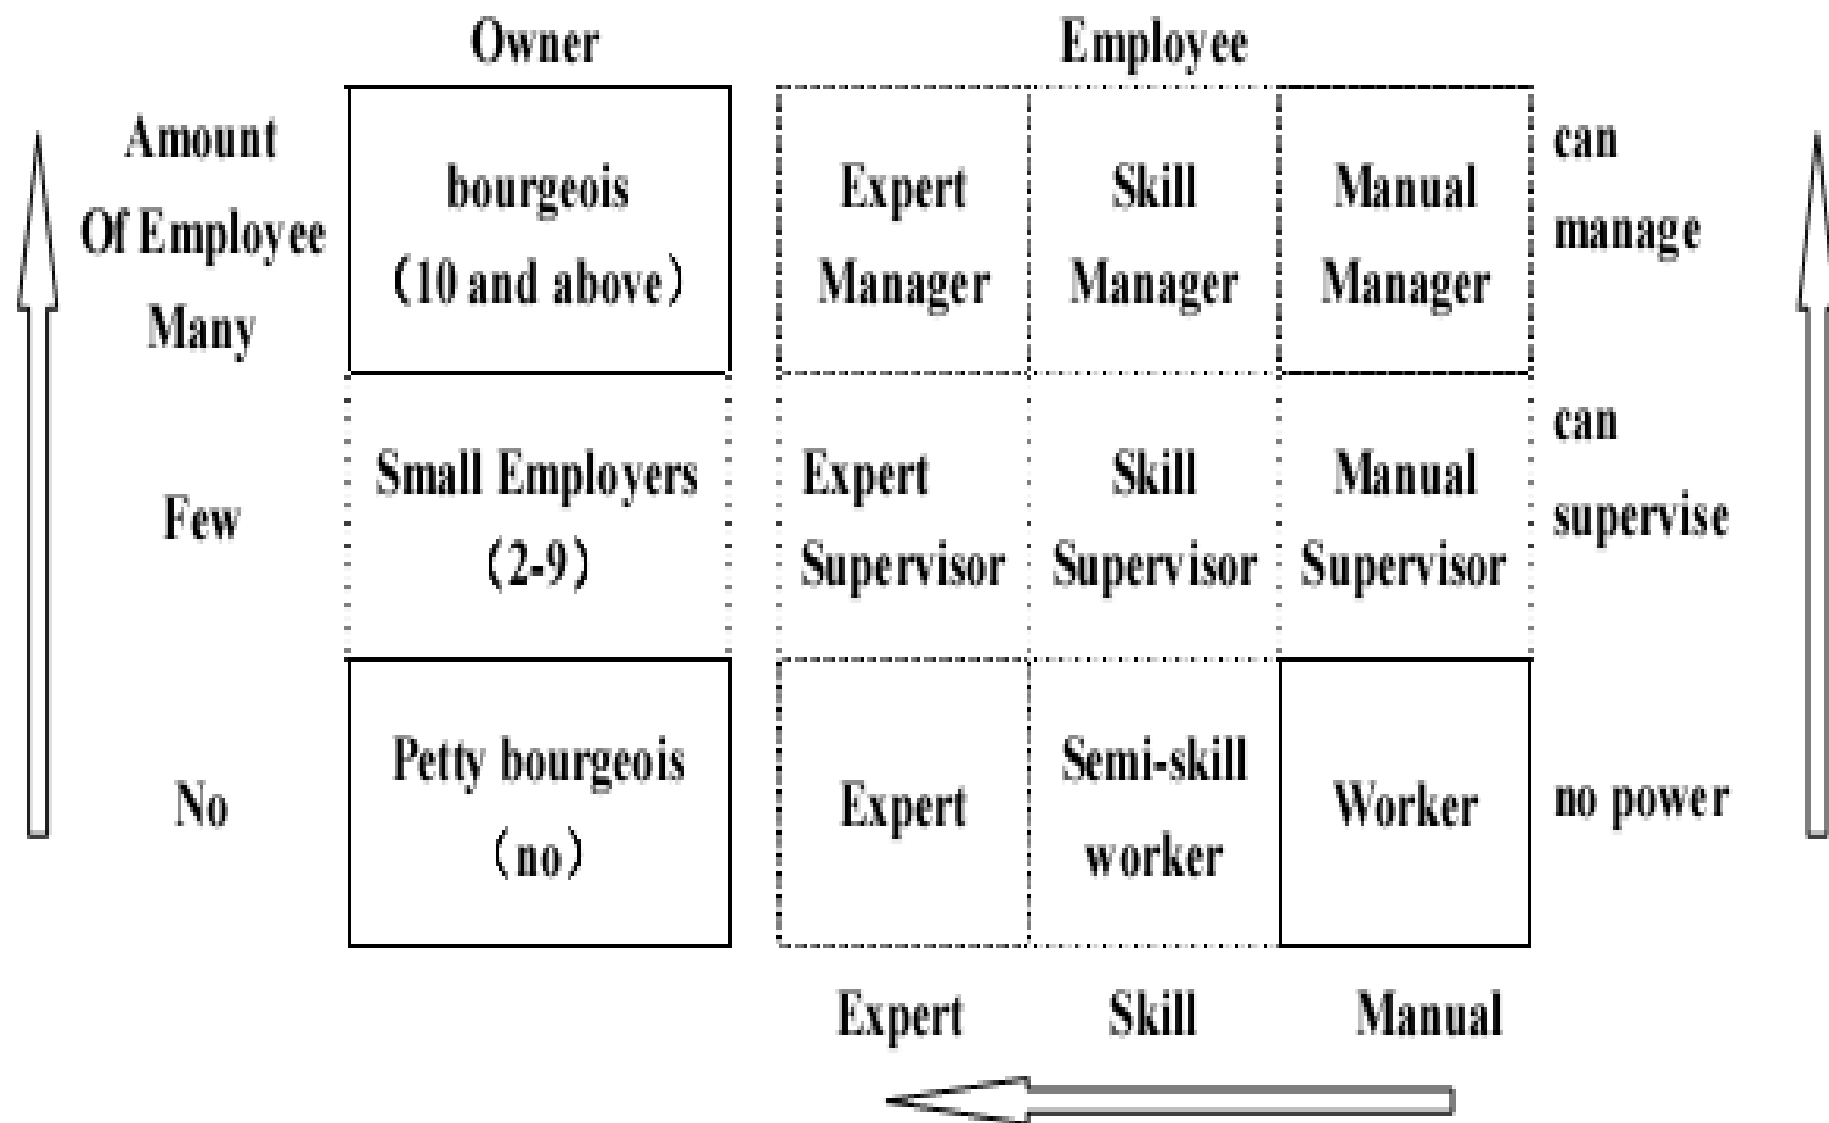 Owner
Employee
Amount
Of Employee
Many
bourgeois
(10 and above)
Expert
Manager
Skill
Manager
Manual
Manager
can
manage
Few
Small Employers
(2-9)
Expert
Supervisor
Skill
Supervisor
Manual
Supervisor
can
supervise
No
Petty bourgeois
(no)
Expert
Semi-skill
worker
Worker
no power
Expert
Skill
Manual